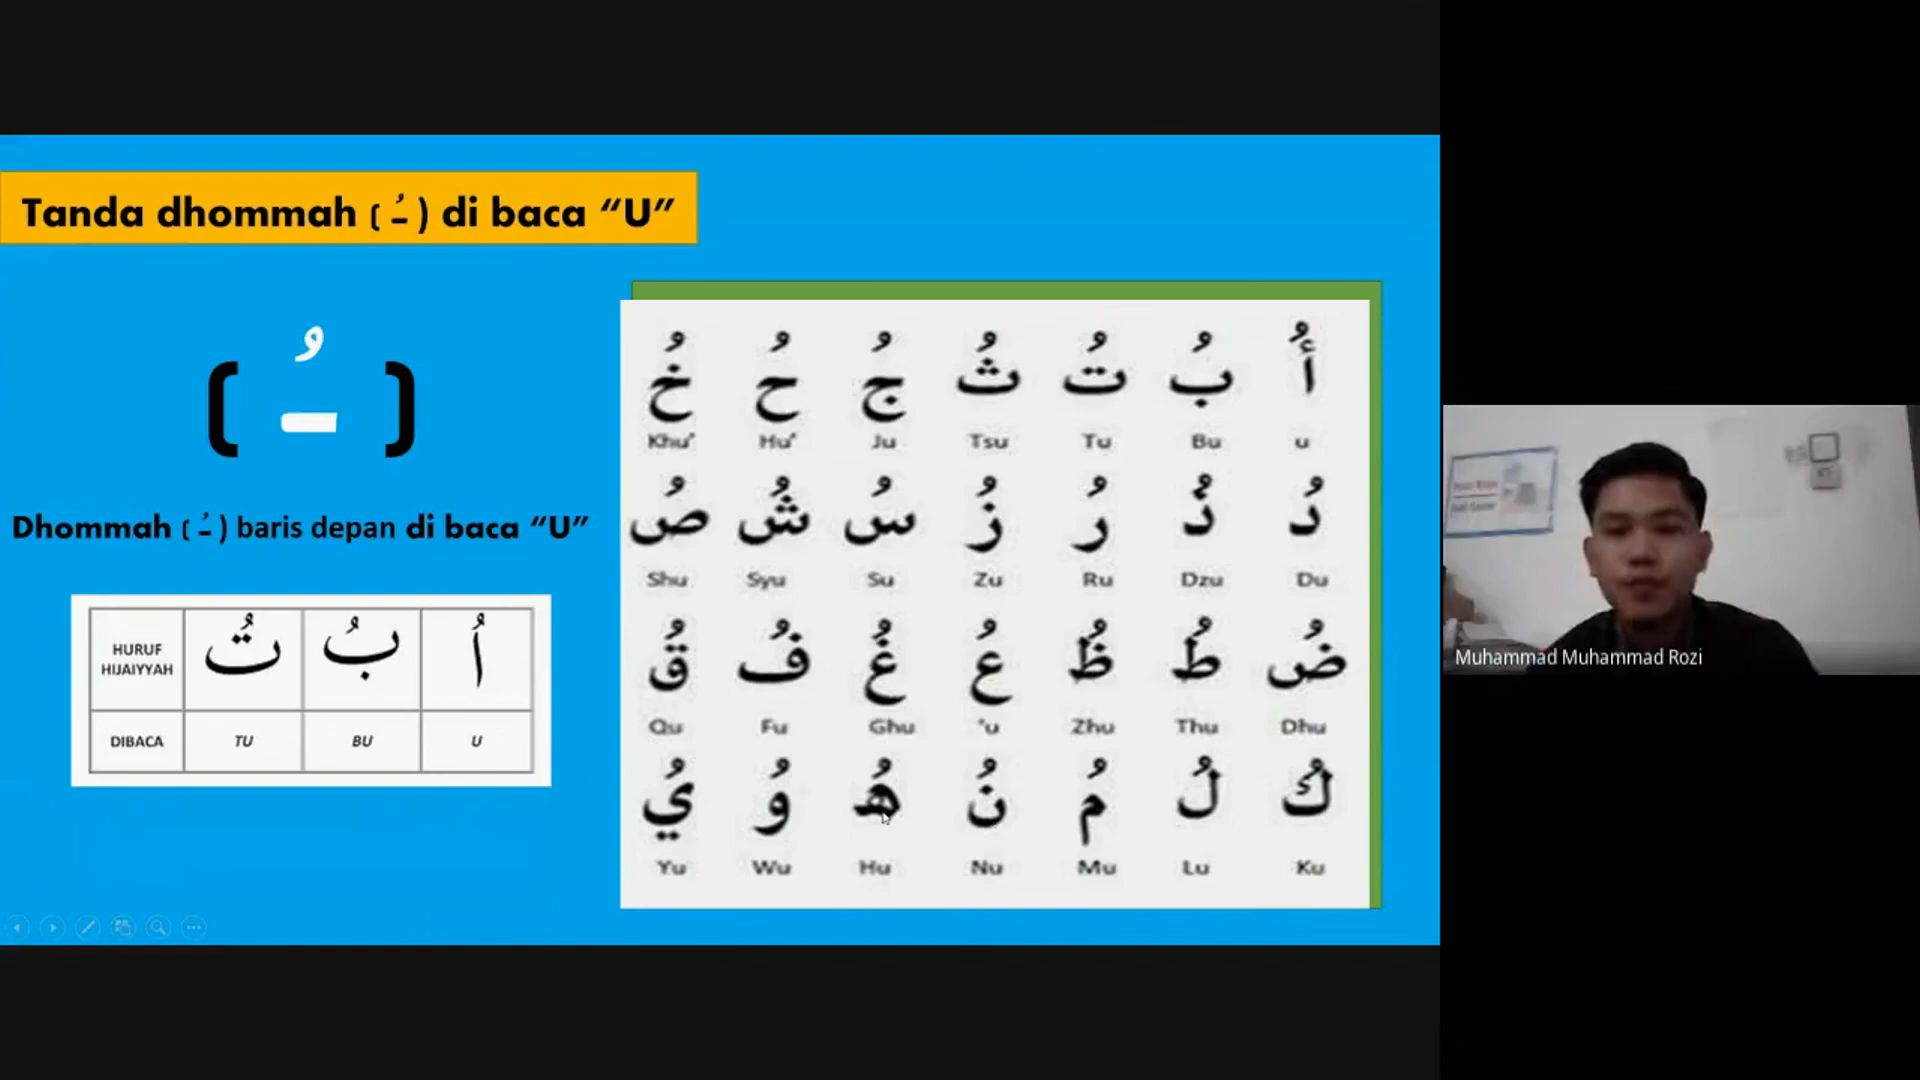 Tanda dhommah ( ـُ ) di baca “U”
( ـُ )
Dhommah ( ـُ ) baris depan di baca “U”
HURUF HIJAIYYAH تُ بُ اُ
DIBACA TU BU U
أُ بُ تُ ثُ جُ حُ خُ
u Bu Tu Tsu Ju Hu' Khu'
دُ ذُ رُ زُ سُ شُ صُ
Du Dzu Ru Zu Su Syu Shu
ضُ طُ ظُ عُ غُ فُ قُ
Dhu Thu Zhu 'u Ghu Fu Qu
كُ لُ مُ نُ هُ وُ يُ
Ku Lu Mu Nu Hu Wu Yu
Muhammad Muhammad Rozi